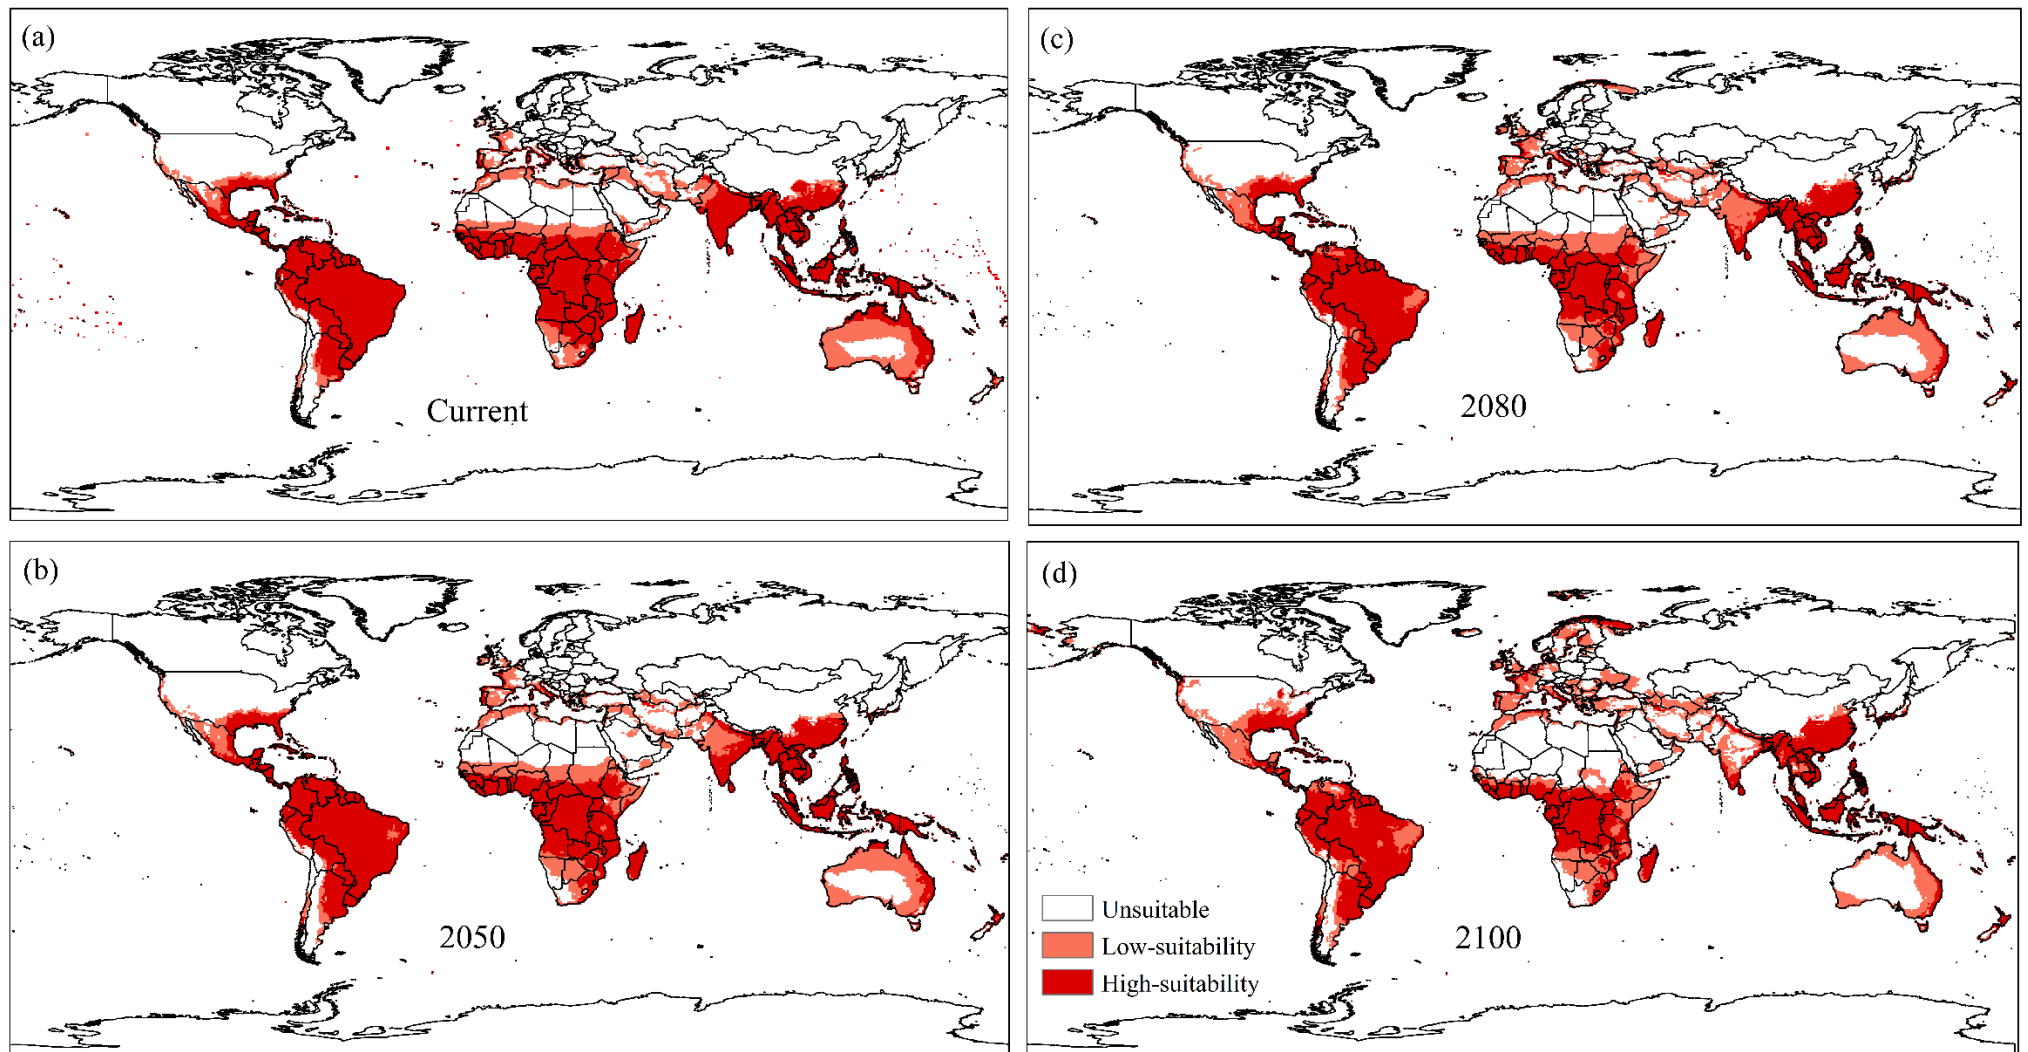 (a)
Current
(c)
2080
(b)
2050
(d)
2100
Unsuitable
Low-suitability
High-suitability